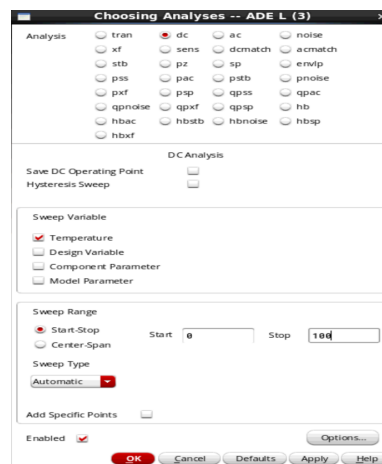 Choosing Analyses -- ADE L (3)
Analysis tran dc ac noise
xf sens dcmatch acmatch
stb pz sp envlp
pss pac pstb pnoise
pxf psp qpss qpac
qpnoise qpxf qpsp hb
hbac hbstb hbnoise hbsp
hbxf
DC Analysis
Save DC Operating Point
Hysteresis Sweep
Sweep Variable
Temperature
Design Variable
Component Parameter
Model Parameter
Sweep Range
Start-Stop Start 0 Stop 100
Center-Span
Sweep Type
Automatic
Add Specific Points
Enabled Options...
OK Cancel Defaults Apply Help